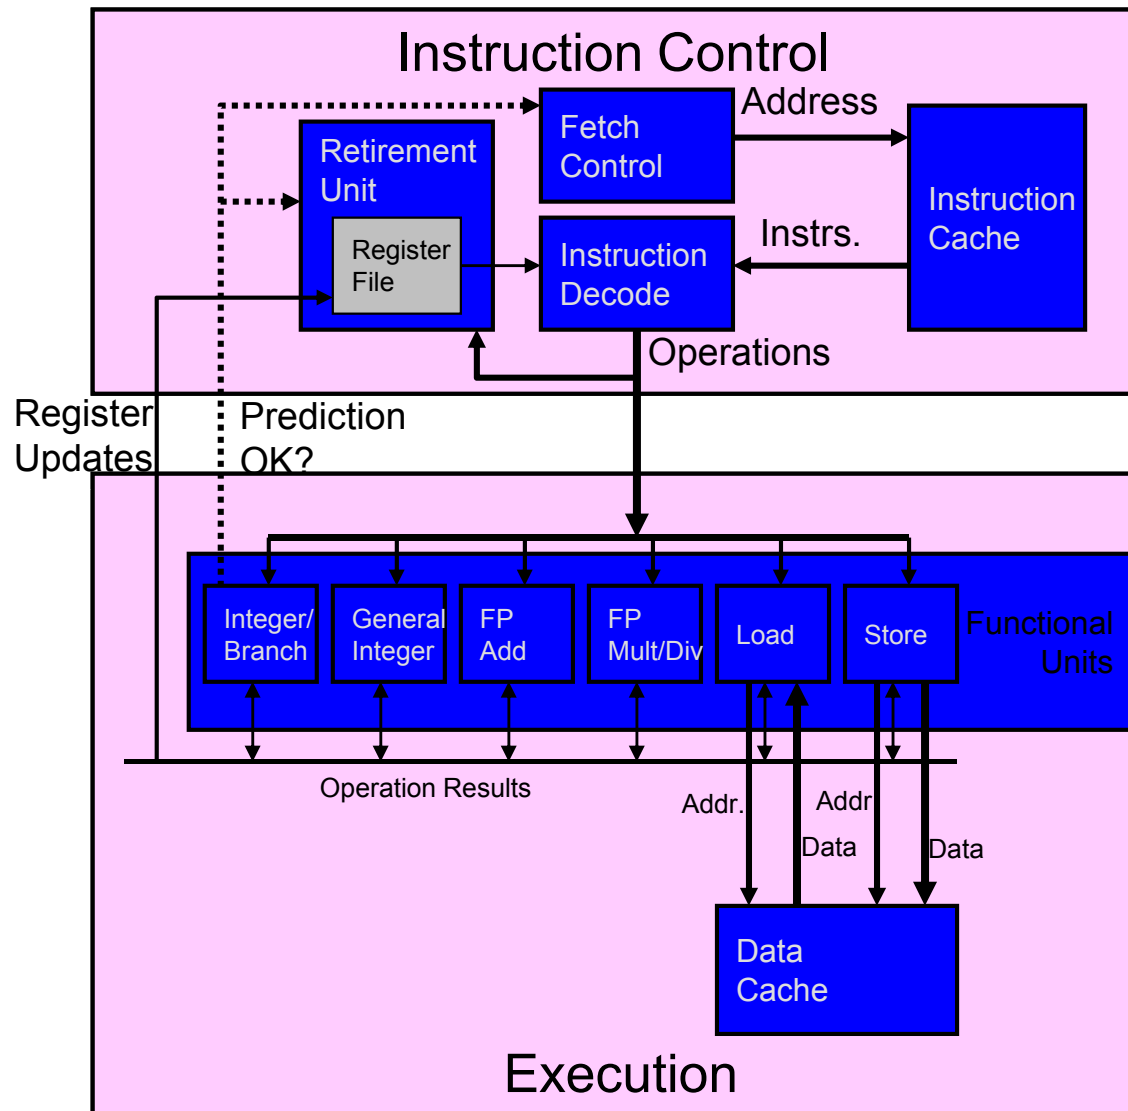 Instruction Control
Address
Fetch
Control
Retirement
Unit
Instruction
Cache
Register
File
Instrs.
Instruction
Decode
Operations
Register
Updates
Prediction
OK?
Integer/
Branch
General
Integer
FP
Add
FP
Mult/Div
Load
Store
Functional
Units
Operation Results
Addr.
Addr
Data
Data
Data
Cache
Execution